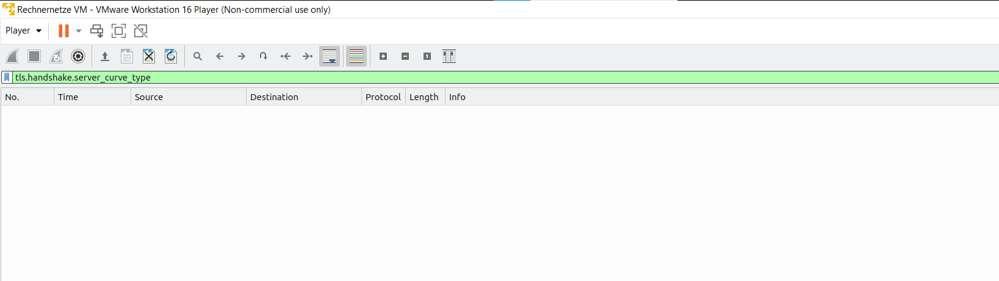 Rechnernetze VM - VMware Workstation 16 Player (Non-commercial use only)
Player
tls.handshake.server_curve_type
No. Time Source Destination Protocol Length Info